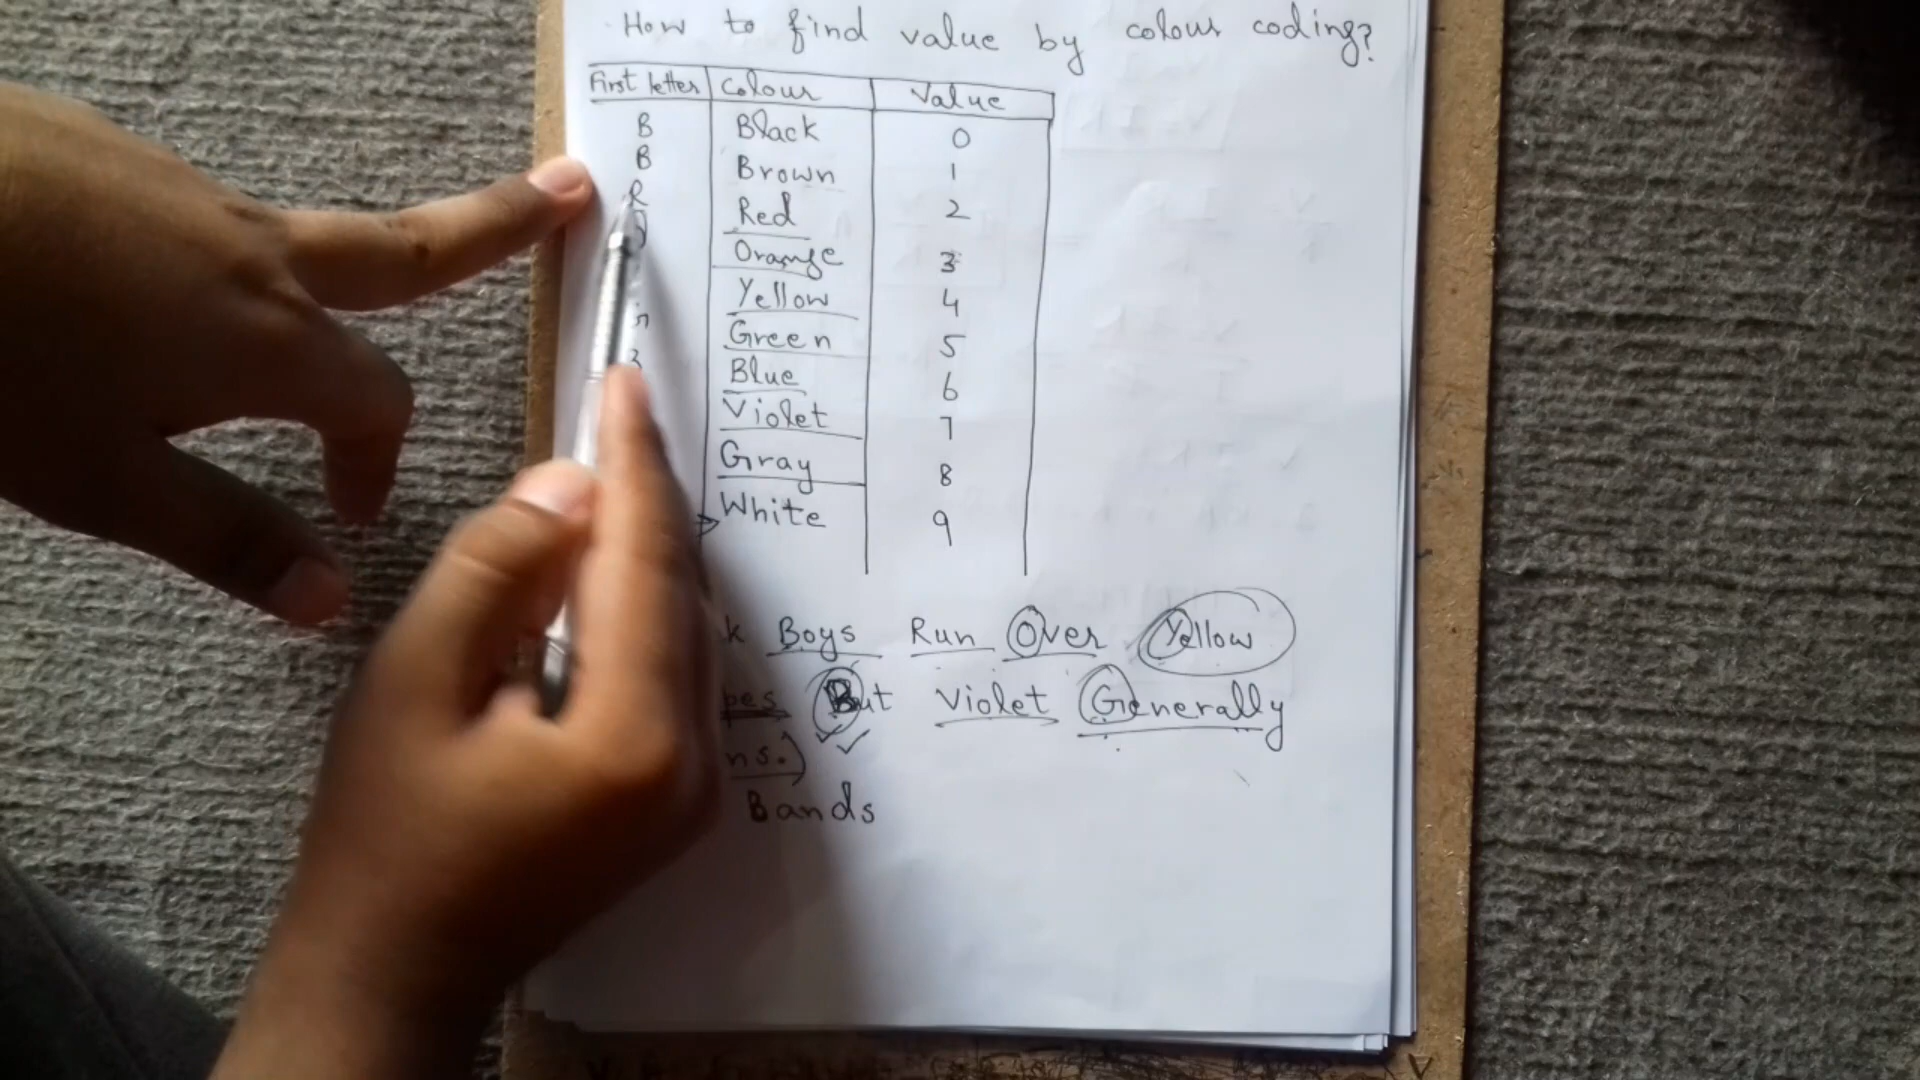 How to find value by colour coding?
First letter Colour Value
B Black 0
B Brown 1
R Red 2
Orange 3
Yellow 4
Green 5
Blue 6
Violet 7
Gray 8
White 9
k Boys Run Over Yellow
pes But Violet Generally
ns.)
Bands